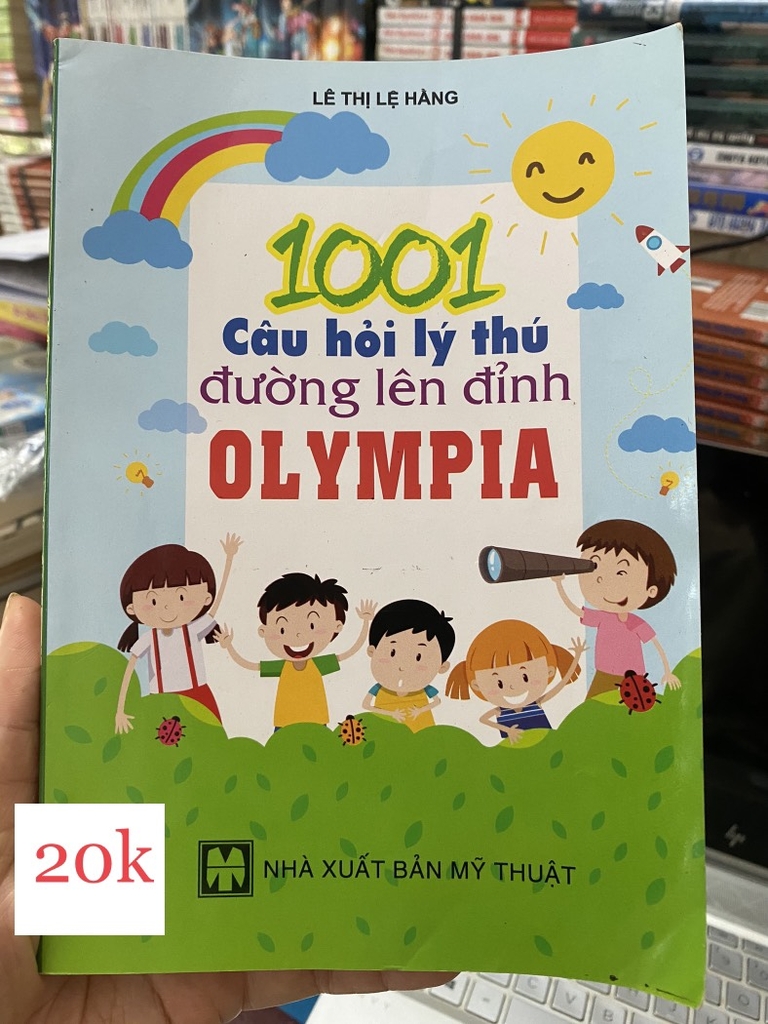 LÊ THỊ LỆ HẰNG
1001
Câu hỏi lý thú
đường lên đỉnh
OLYMPIA
20k
NHÀ XUẤT BẢN MỸ THUẬT
hp